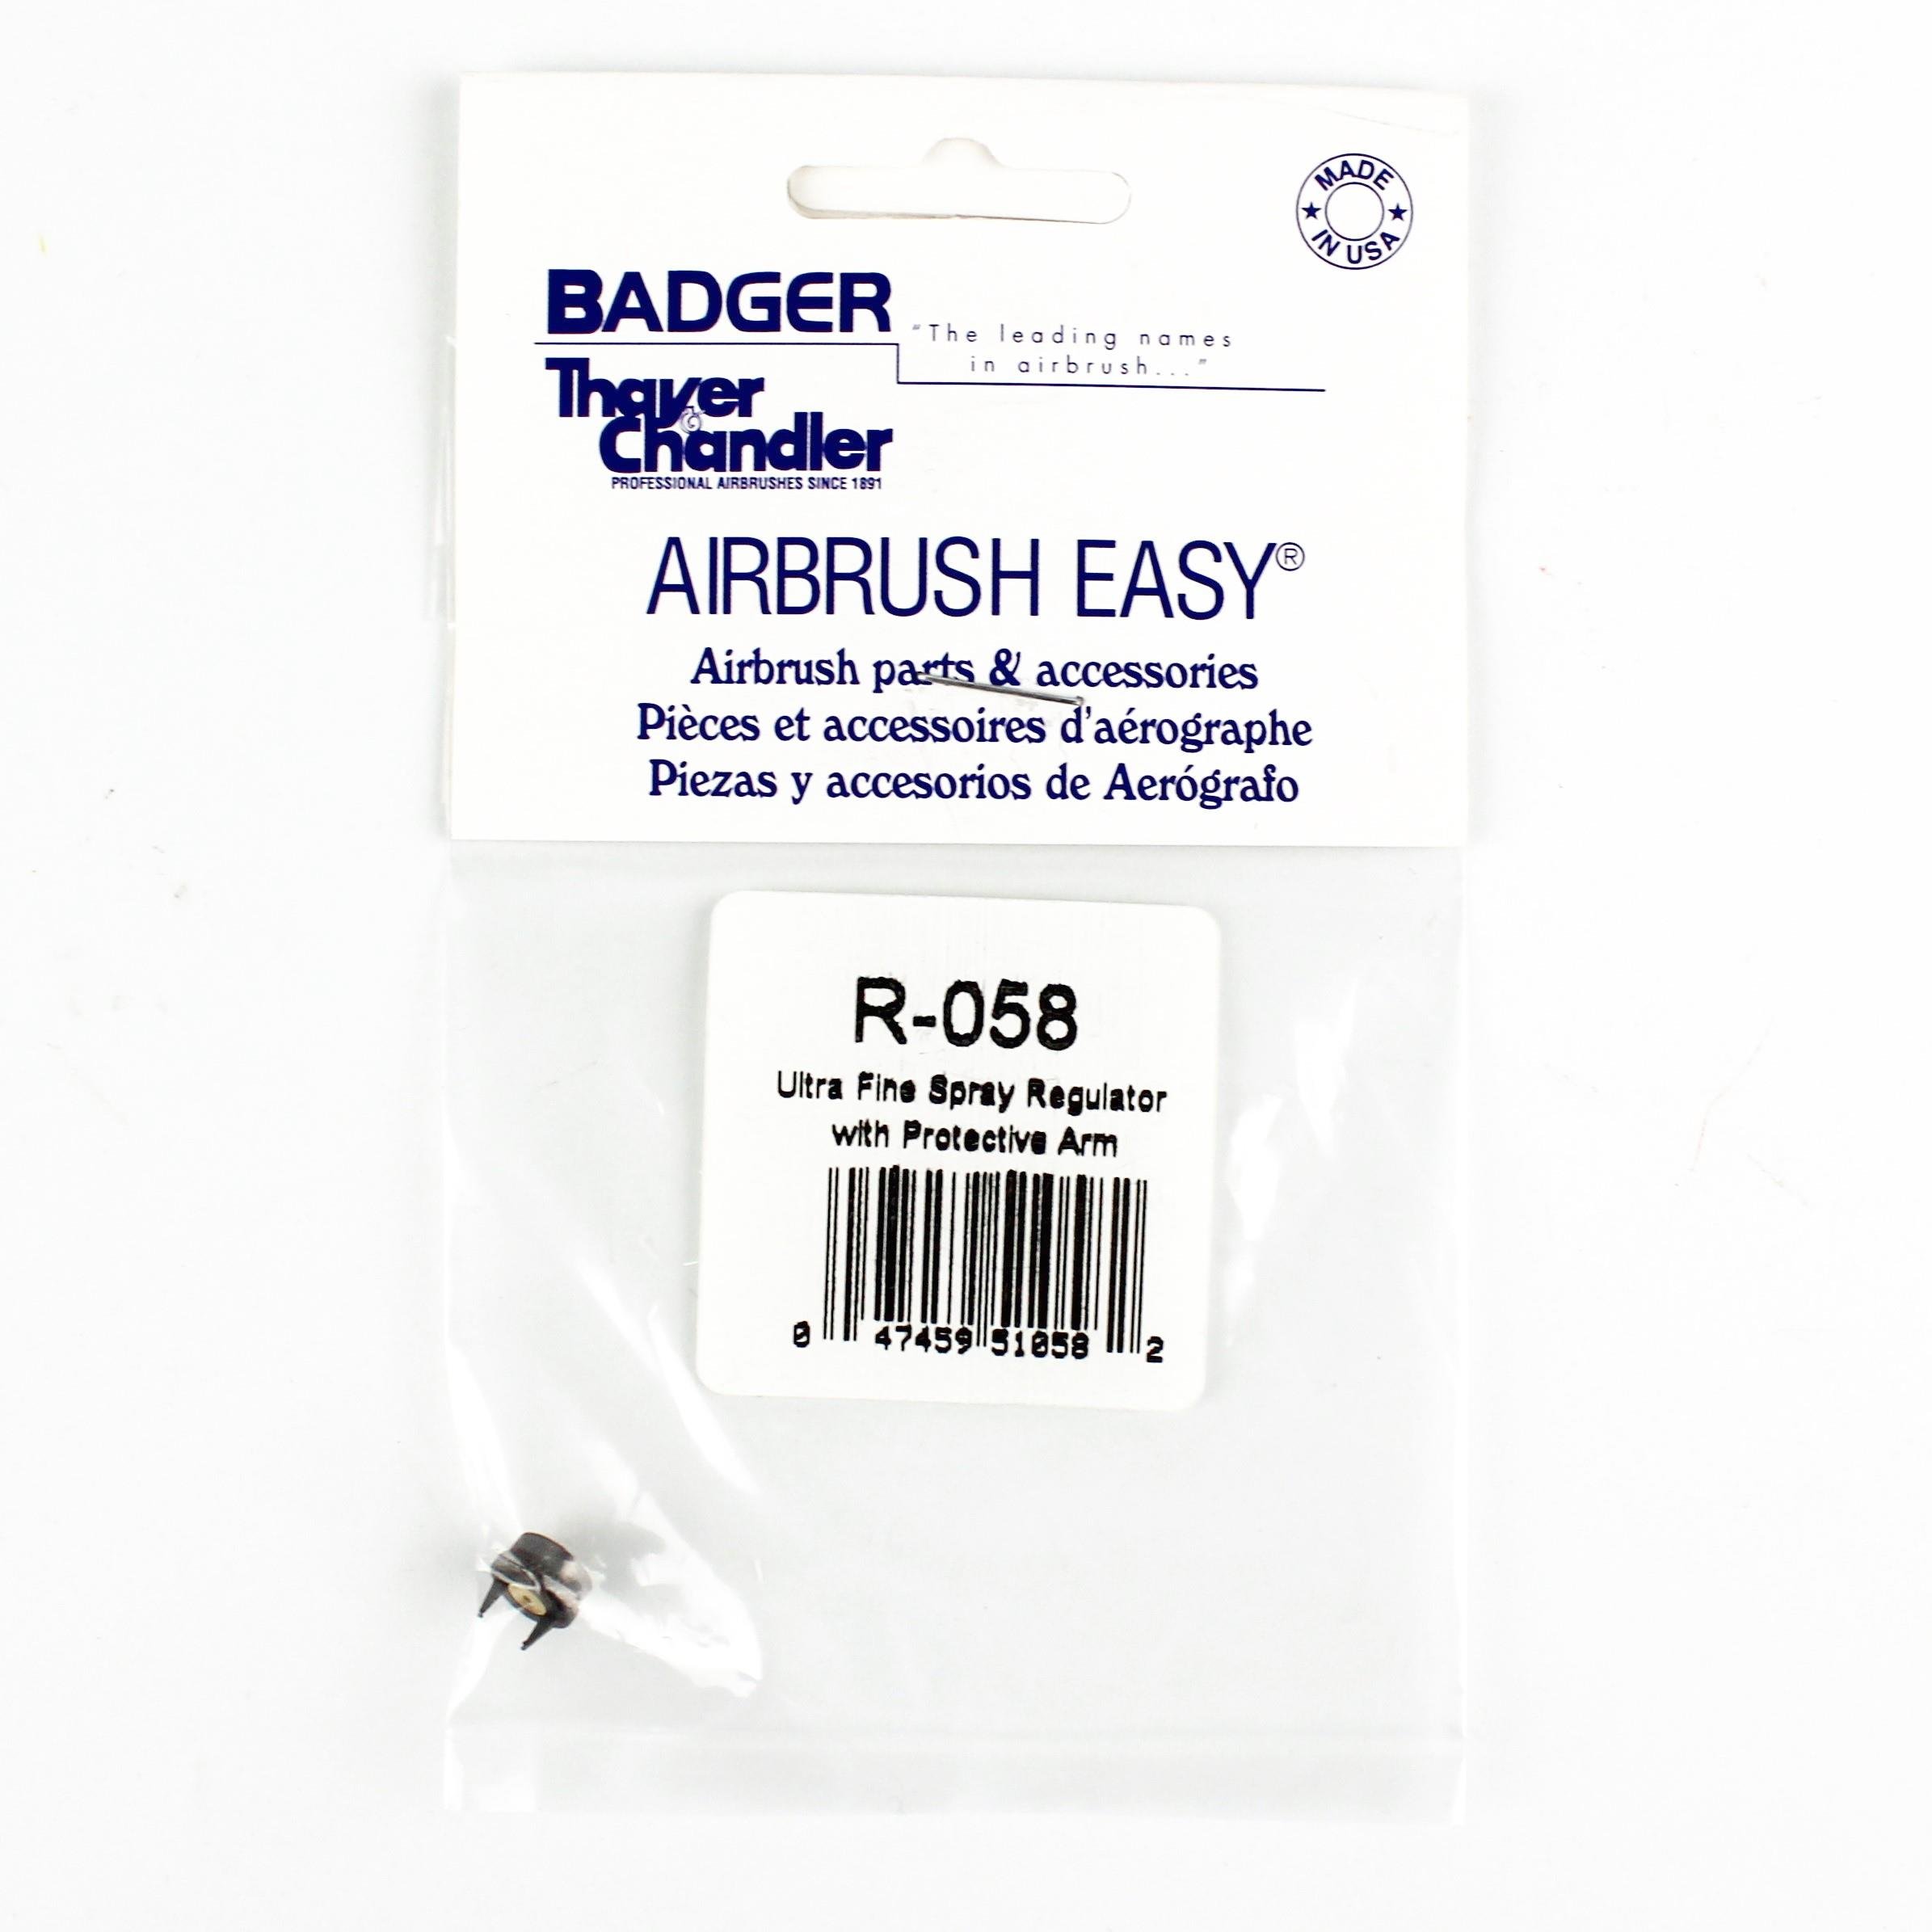 MADE
IN USA
BADGER
"The leading names
in airbrush..."
Thayer
&
Chandler
PROFESSIONAL AIRBRUSHES SINCE 1891
AIRBRUSH EASY®
Airbrush parts & accessories
Pièces et accessoires d'aérographe
Piezas y accesorios de Aerógrafo
R-058
Ultra Fine Spray Regulator
with Protective Arm
0 47459 51058 2